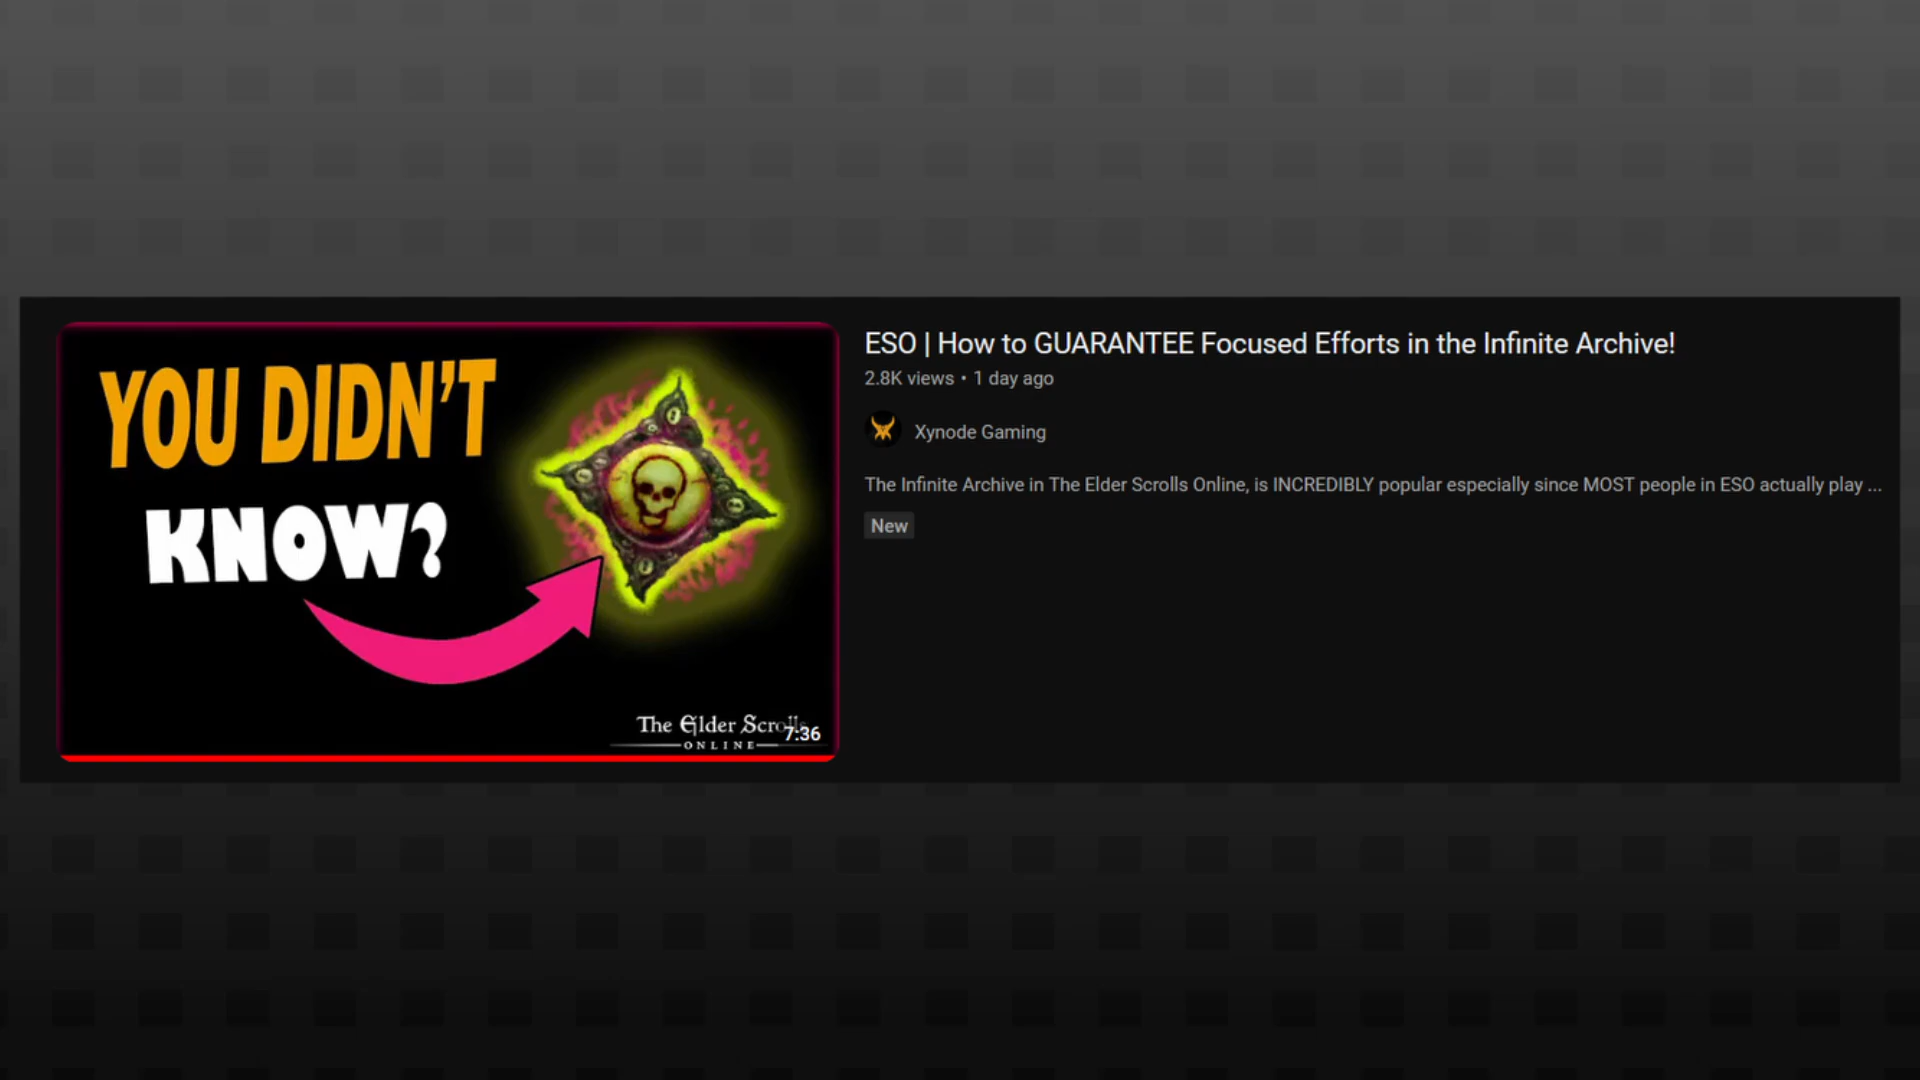 YOU DIDN'T
KNOW?
The Elder Scrolls
ONLINE
7:36
ESO | How to GUARANTEE Focused Efforts in the Infinite Archive!
2.8K views • 1 day ago
Xynode Gaming
The Infinite Archive in The Elder Scrolls Online, is INCREDIBLY popular especially since MOST people in ESO actually play ...
New